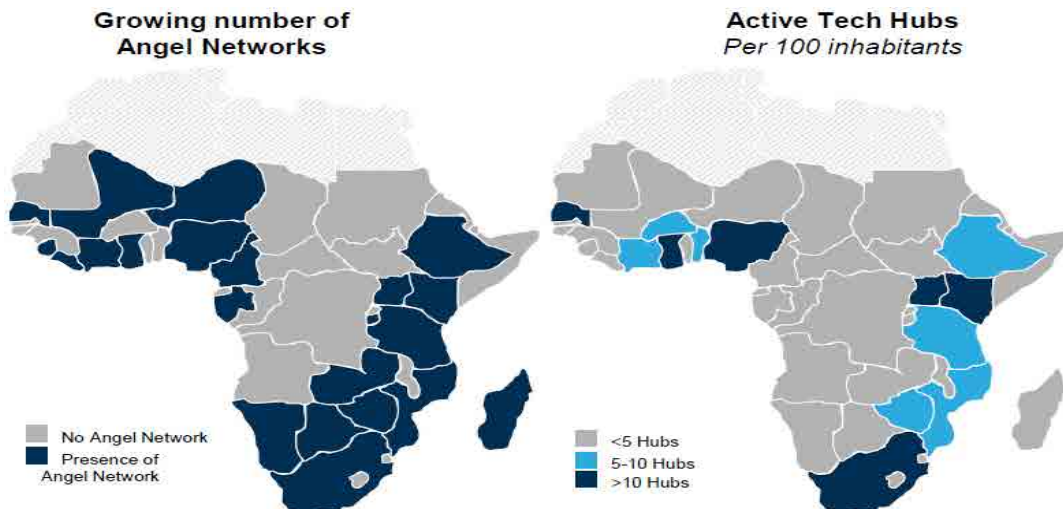 Growing number of
Angel Networks
No Angel Network
Presence of
Angel Network
Active Tech Hubs
Per 100 inhabitants
<5 Hubs
5-10 Hubs
>10 Hubs